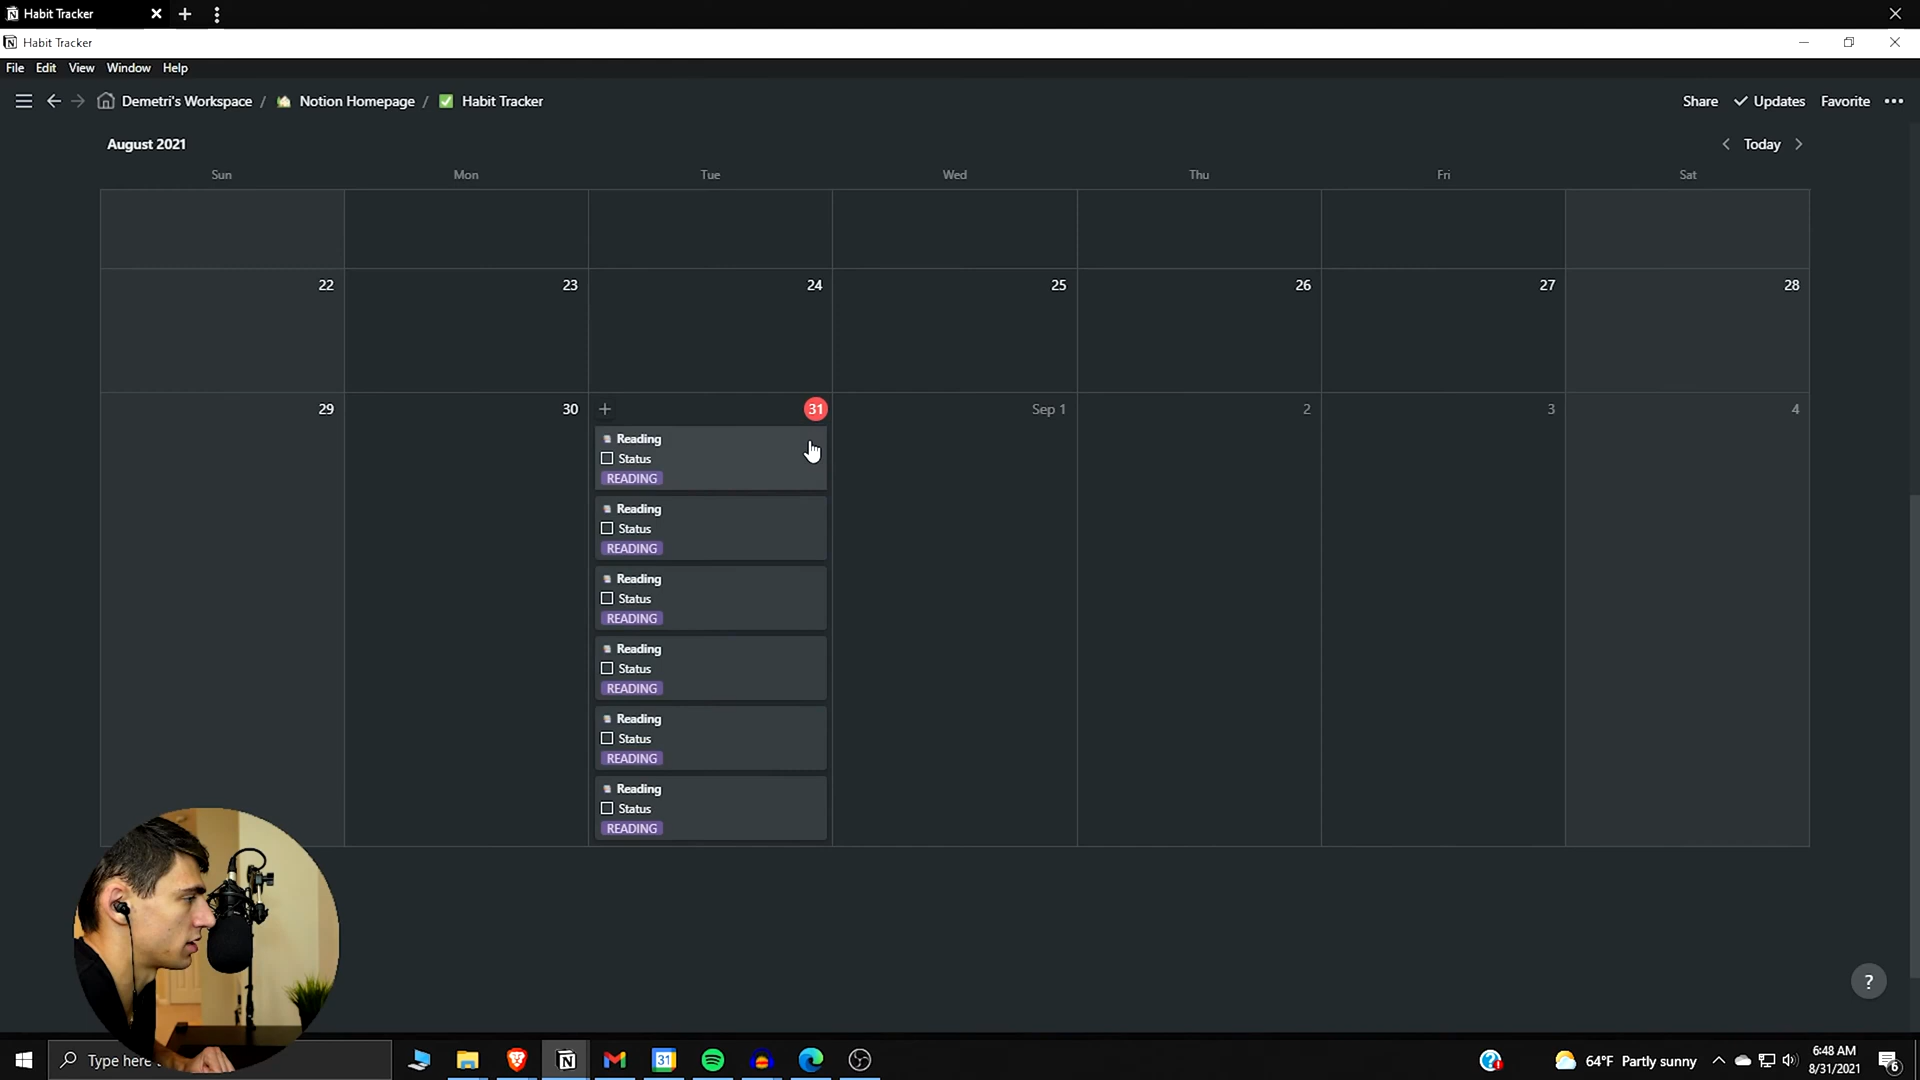 Habit Tracker
Habit Tracker
File Edit View Window Help
Demetri's Workspace / Notion Homepage / Habit Tracker
Share Updates Favorite
August 2021
Today
Sun Mon Tue Wed Thu Fri Sat
22 23 24 25 26 27 28
29 30 31 Sep 1 2 3 4
Reading
Status
READING
Reading
Status
READING
Reading
Status
READING
Reading
Status
READING
Reading
Status
READING
Reading
Status
READING
?
Type here
31
64°F Partly sunny
6:48 AM
8/31/2021
6